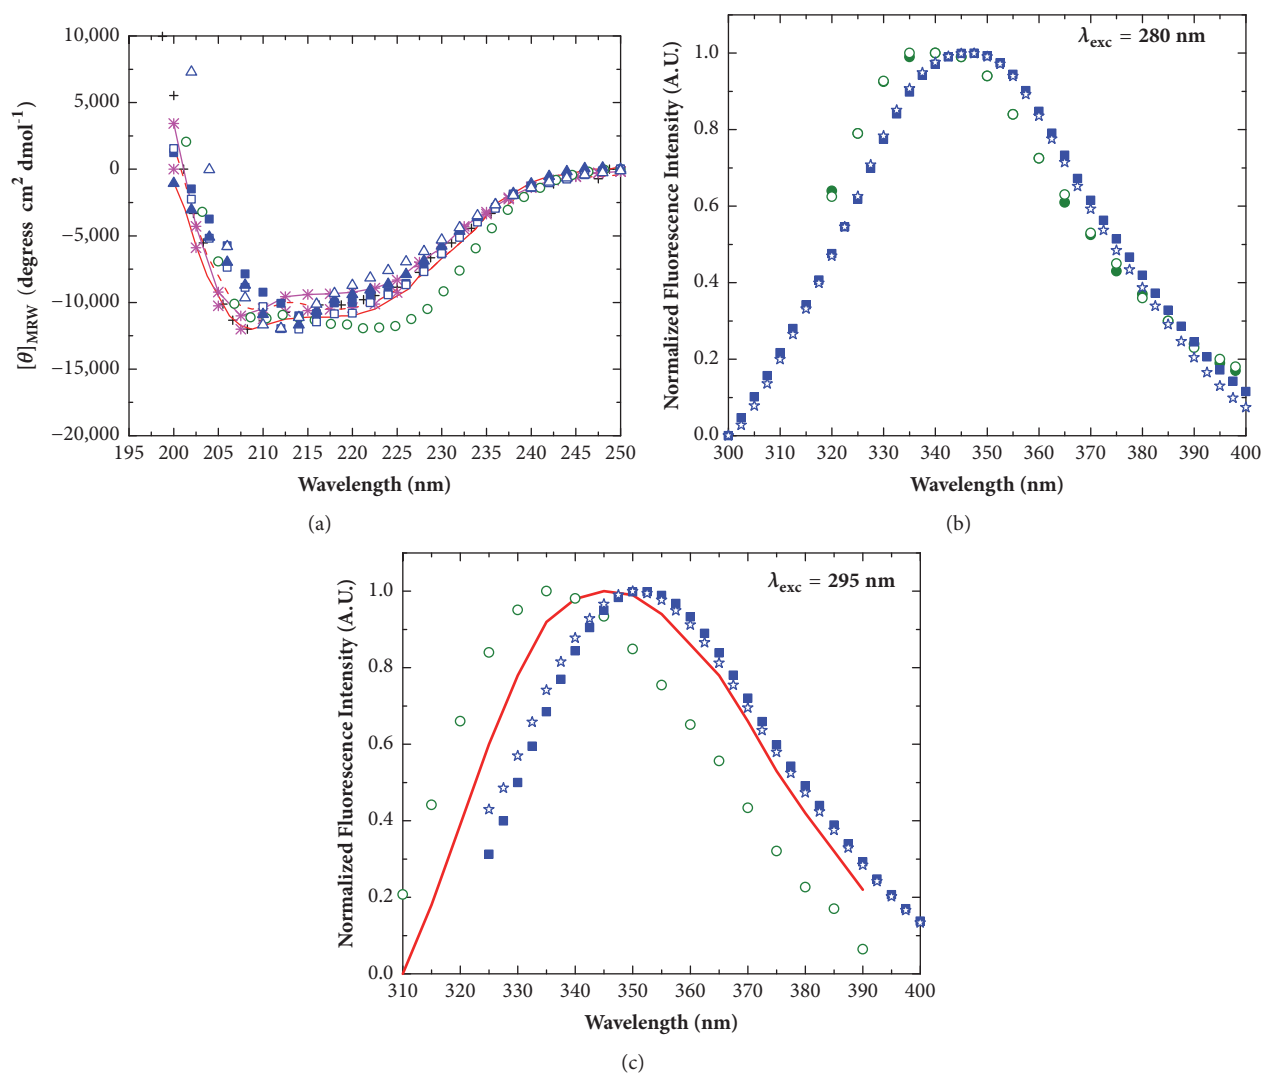 [θ]MRW (degress cm² dmol⁻¹)
10,000
5,000
0
−5,000
−10,000
−15,000
−20,000
195 200 205 210 215 220 225 230 235 240 245 250
Wavelength (nm)
(a)
Normalized Fluorescence Intensity (A.U.)
λexc = 280 nm
1.0
0.8
0.6
0.4
0.2
0.0
300 310 320 330 340 350 360 370 380 390 400
Wavelength (nm)
(b)
Normalized Fluorescence Intensity (A.U.)
λexc = 295 nm
1.0
0.8
0.6
0.4
0.2
0.0
310 320 330 340 350 360 370 380 390 400
Wavelength (nm)
(c)